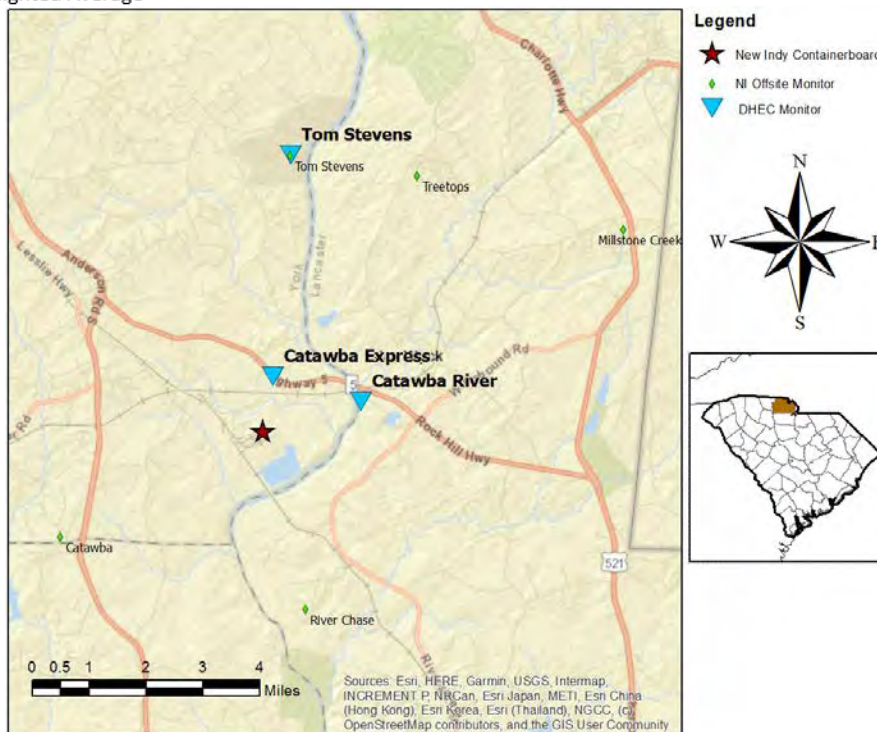 Legend
New Indy Containerboard
NI Offsite Monitor
DHEC Monitor
N
W
E
S
Charlotte Hwy
Tom Stevens
Tom Stevens
Treetops
Millstone Creek
York
Lancaster
Lesslie Hwy
Anderson Rd S
Catawba Express
Highway 5
5
Catawba River
Rock Hill Hwy
521
Catawba
River Chase
0 0.5 1 2 3 4
Miles
Sources: Esri, HERE, Garmin, USGS, Intermap,
INCREMENT P, NRCan, Esri Japan, METI, Esri China
(Hong Kong), Esri Korea, Esri (Thailand), NGCC, (c)
OpenStreetMap contributors, and the GIS User Community